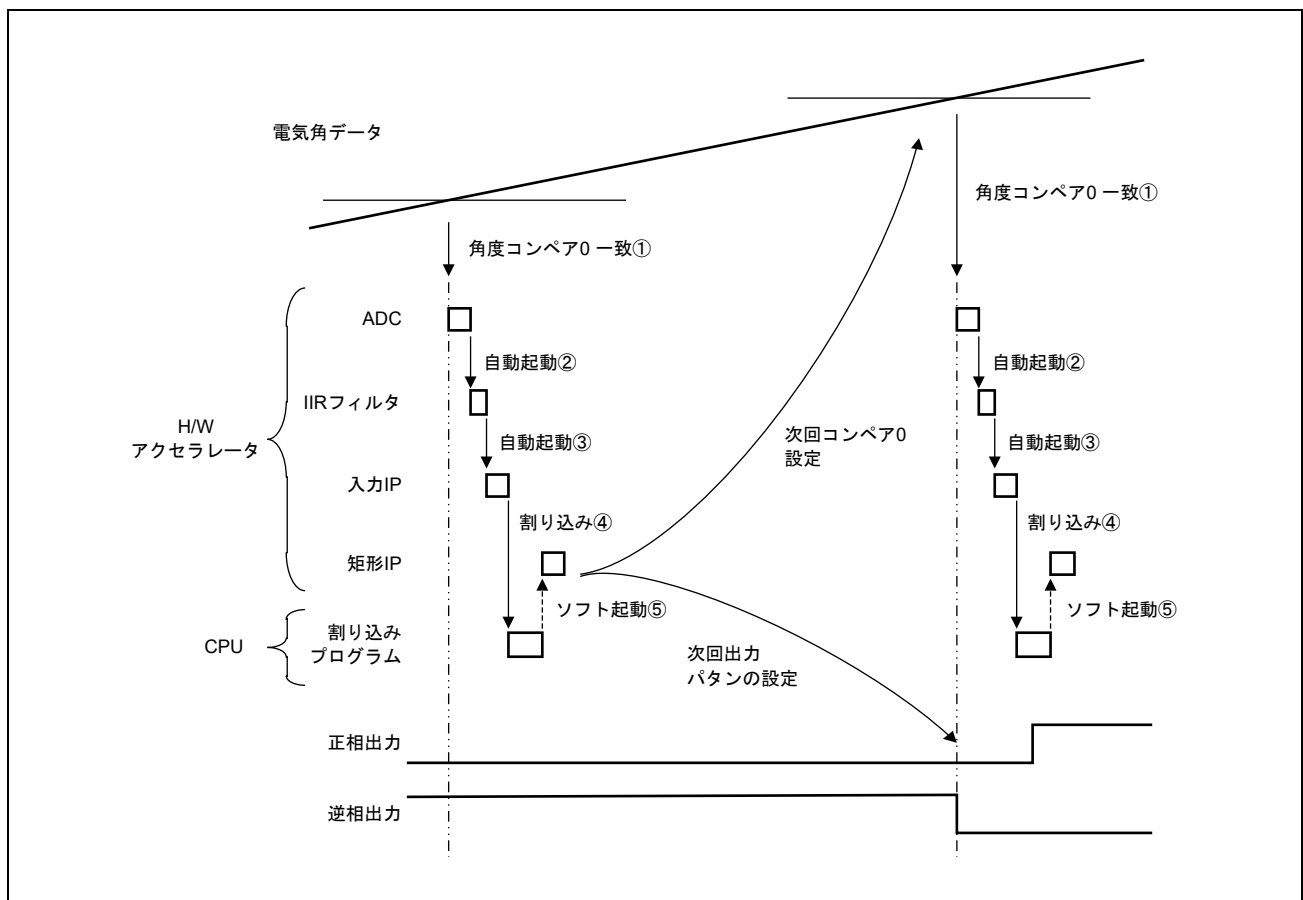 電気角データ
角度コンペア0 一致①
角度コンペア0 一致①
ADC
自動起動②
自動起動②
IIRフィルタ
自動起動③
自動起動③
H/W
アクセラレータ
次回コンペア0
設定
入力IP
割り込み④
割り込み④
矩形IP
ソフト起動⑤
ソフト起動⑤
CPU
割り込み
プログラム
次回出力
パタンの設定
正相出力
逆相出力